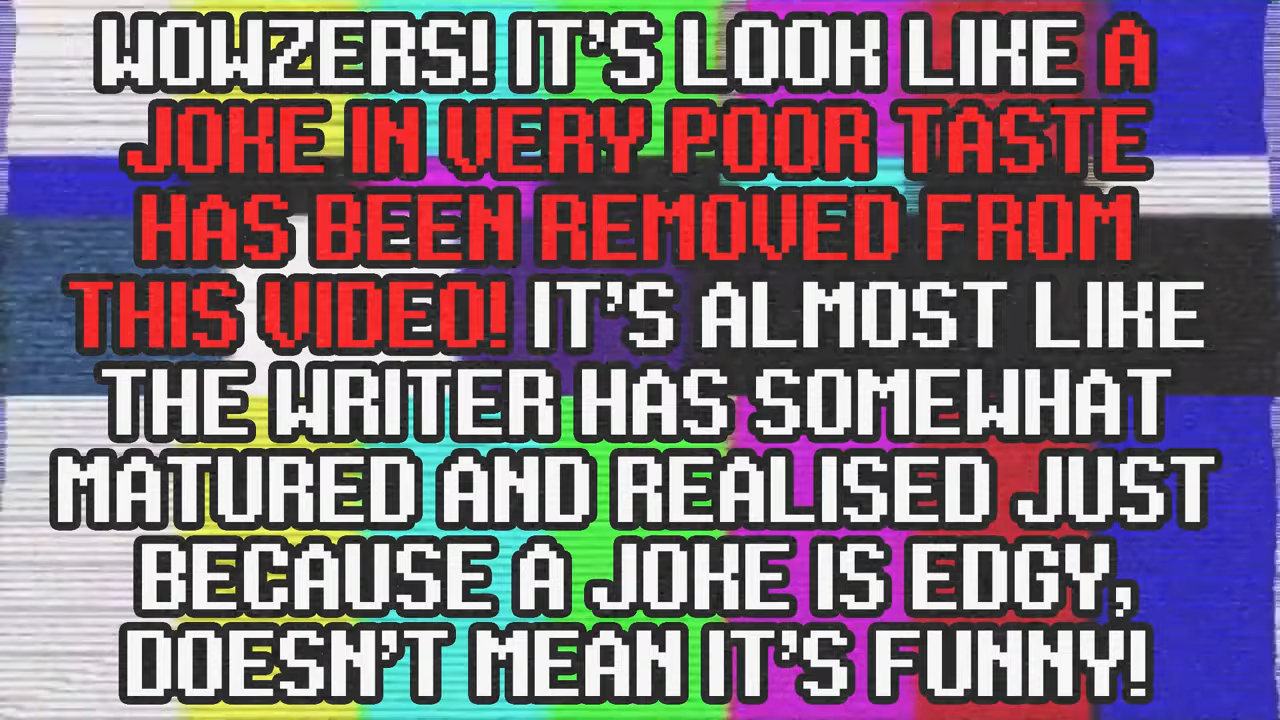 WOWZERS! IT'S LOOK LIKE A
JOKE IN VERY POOR TASTE
HAS BEEN REMOVED FROM
THIS VIDEO! IT'S ALMOST LIKE
THE WRITER HAS SOMEWHAT
MATURED AND REALISED JUST
BECAUSE A JOKE IS EDGY,
DOESN'T MEAN IT'S FUNNY!